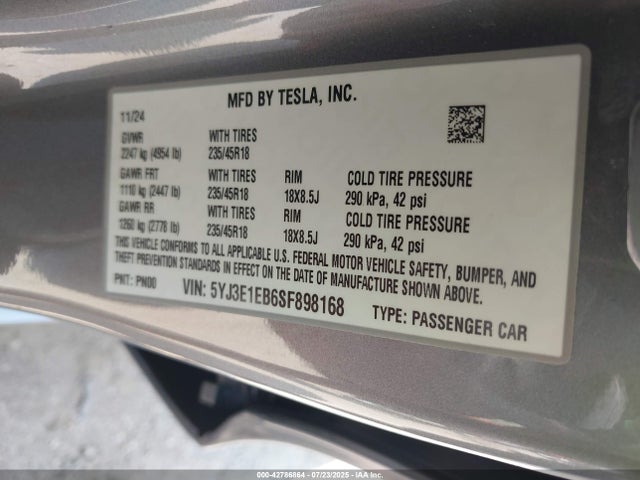 MFD BY TESLA, INC.
11/24
GVWR WITH TIRES
2247 kg (4954 lb) 235/45R18
GAWR FRT WITH TIRES RIM COLD TIRE PRESSURE
1110 kg (2447 lb) 235/45R18 18X8.5J 290 kPa, 42 psi
GAWR RR WITH TIRES RIM COLD TIRE PRESSURE
1260 kg (2778 lb) 235/45R18 18X8.5J 290 kPa, 42 psi
THIS VEHICLE CONFORMS TO ALL APPLICABLE U.S. FEDERAL MOTOR VEHICLE SAFETY, BUMPER, AND
THEFT PREVENTION STANDARDS IN EFFECT ON THE DATE OF MANUFACTURE SHOWN ABOVE.
PNT: PN00 VIN: 5YJ3E1EB6SF898168 TYPE: PASSENGER CAR
000-42786864 - 07/23/2025 - IAAI.COM